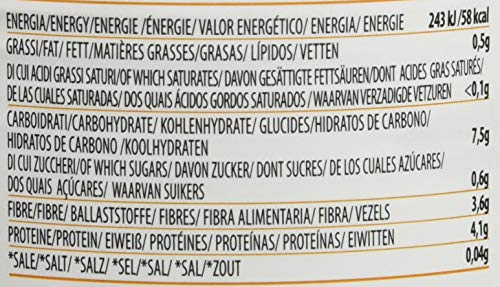 ENERGIA/ENERGY/ENERGIE /ÉNERGIE/ VALOR ENERGÉTICO/ ENERGIA/ ENERGIE 243 kJ /58 kcal
GRASSI/FAT/ FETT/MATIÈRES GRASSES/GRASAS/ LÍPIDOS/ VETTEN 0,5g
DI CUI ACIDI GRASSI SATURI/OF WHICH SATURATES/ DAVON GESÄTTIGTE FETTSÄUREN/DONT ACIDES GRAS SATURÉS/
DE LAS CUALES SATURADAS/ DOS QUAIS ÁCIDOS GORDOS SATURADOS /WAARVAN VERZADIGDE VETZUREN <0,1g
CARBOIDRATI/CARBOHYDRATE/ KOHLENHYDRATE/ GLUCIDES/HIDRATOS DE CARBONO/
HIDRATOS DE CARBONO /KOOLHYDRATEN 7,5g
DI CUI ZUCCHERI/OF WHICH SUGARS/ DAVON ZUCKER/ DONT SUCRES/ DE LOS CUALES AZÚCARES/
DOS QUAIS AÇÚCARES/ WAARVAN SUIKERS 0,6g
FIBRE/FIBRE/ BALLASTSTOFFE/ FIBRES/ FIBRA ALIMENTARIA/ FIBRA/ VEZELS 3,6g
PROTEINE/PROTEIN/ EIWEIß/ PROTÉINES/ PROTEÍNAS/ PROTEÍNAS/ EIWITTEN 4,1g
*SALE/*SALT/ *SALZ/ *SEL/*SAL/ *SAL/*ZOUT 0,04g